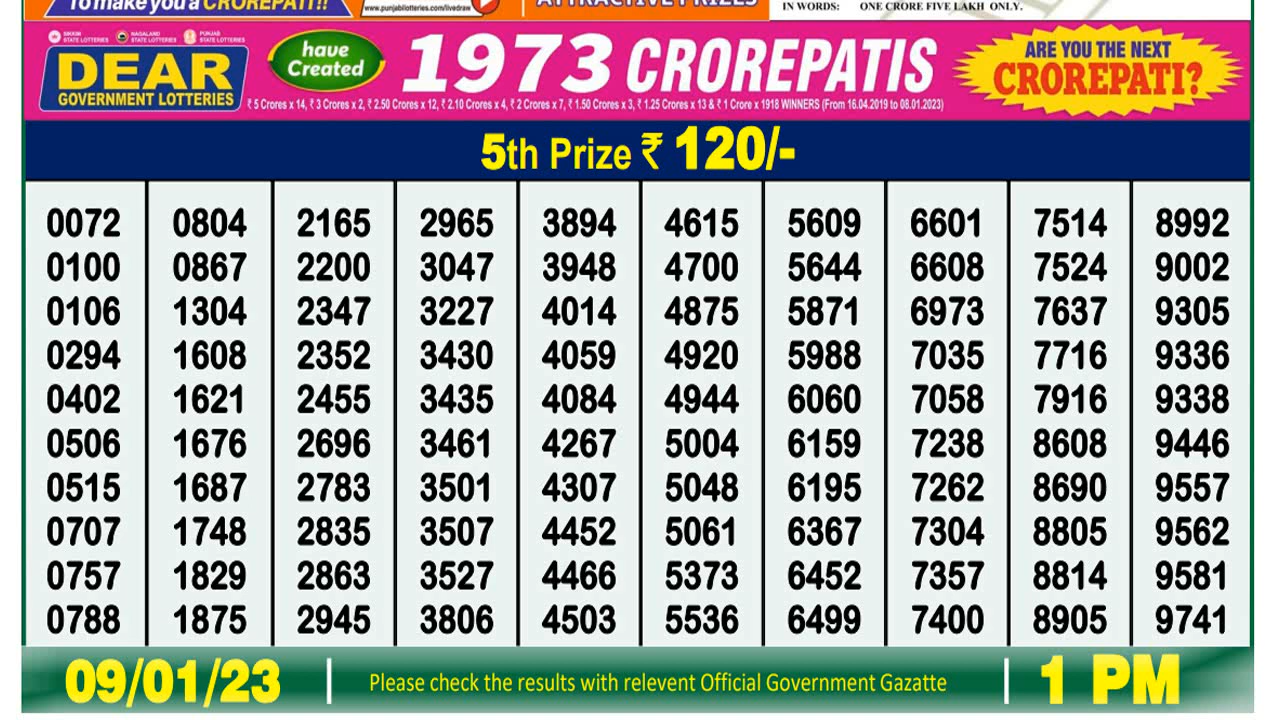 To make you a CROREPATI!!
www.punjablotteries.com/livedraw
ATTRACTIVE PRIZES
IN WORDS: ONE CRORE FIVE LAKH ONLY.
SIKKIM STATE LOTTERIES NAGALAND STATE LOTTERIES PUNJAB STATE LOTTERIES
DEAR
GOVERNMENT LOTTERIES
have
Created
1973 CROREPATIS
₹ 5 Crores x 14, ₹ 3 Crores x 2, ₹ 2.50 Crores x 12, ₹ 2.10 Crores x 4, ₹ 2 Crores x 7, ₹ 1.50 Crores x 3, ₹ 1.25 Crores x 13 & ₹ 1 Crore x 1918 WINNERS (From 16.04.2019 to 08.01.2023)
ARE YOU THE NEXT
CROREPATI?
5th Prize ₹ 120/-
0072 0804 2165 2965 3894 4615 5609 6601 7514 8992
0100 0867 2200 3047 3948 4700 5644 6608 7524 9002
0106 1304 2347 3227 4014 4875 5871 6973 7637 9305
0294 1608 2352 3430 4059 4920 5988 7035 7716 9336
0402 1621 2455 3435 4084 4944 6060 7058 7916 9338
0506 1676 2696 3461 4267 5004 6159 7238 8608 9446
0515 1687 2783 3501 4307 5048 6195 7262 8690 9557
0707 1748 2835 3507 4452 5061 6367 7304 8805 9562
0757 1829 2863 3527 4466 5373 6452 7357 8814 9581
0788 1875 2945 3806 4503 5536 6499 7400 8905 9741
09/01/23 Please check the results with relevent Official Government Gazatte 1 PM